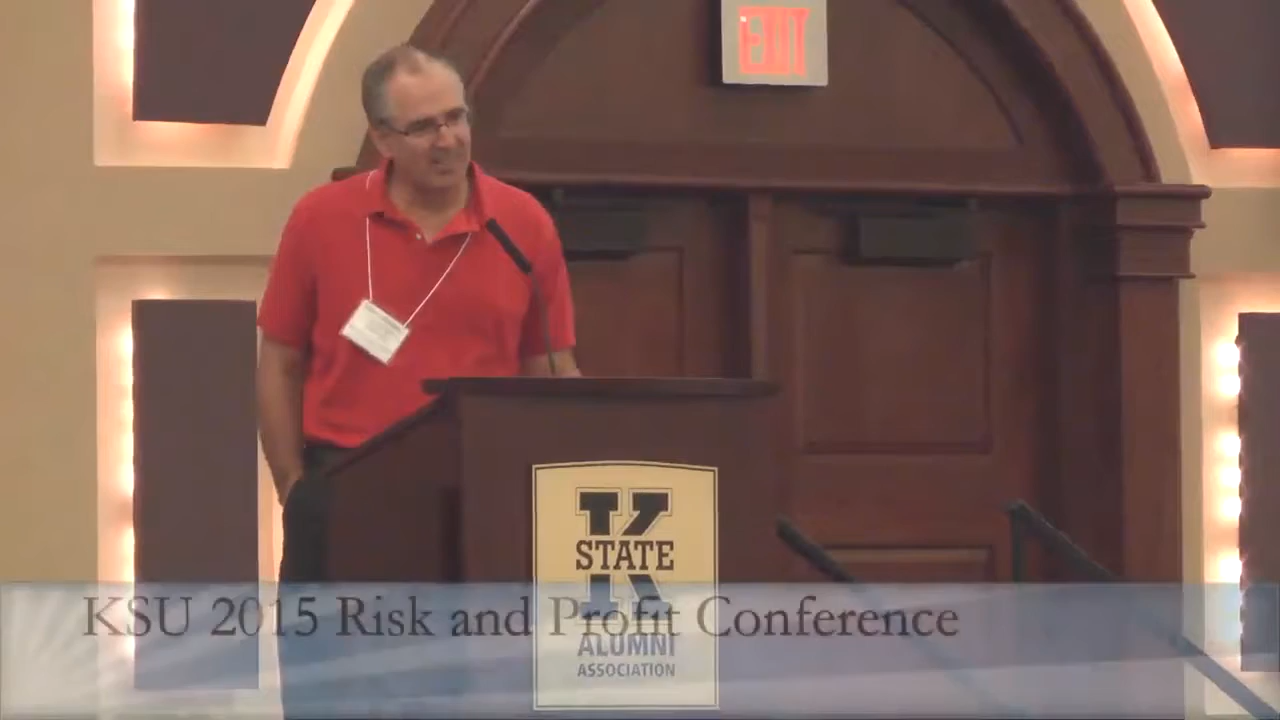 EXIT
K
STATE
ALUMNI
ASSOCIATION
KSU 2015 Risk and Profit Conference